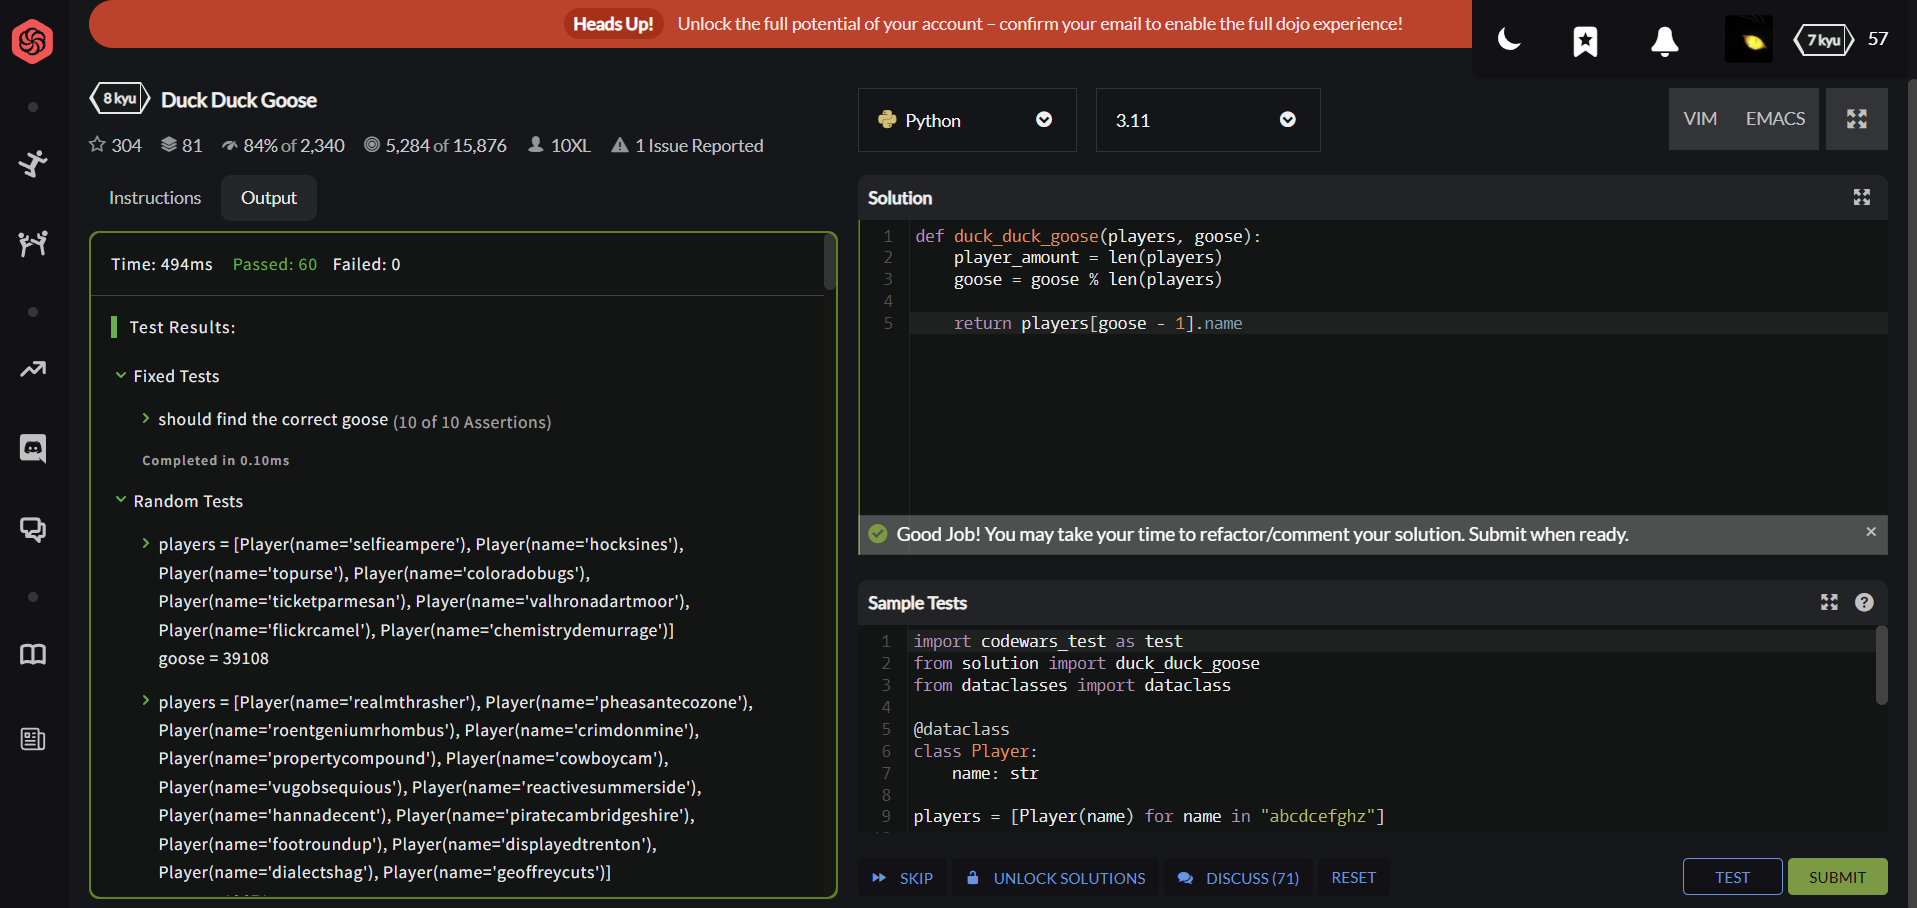 Heads Up! Unlock the full potential of your account – confirm your email to enable the full dojo experience!
7 kyu 57
8 kyu Duck Duck Goose
304 81 84% of 2,340 5,284 of 15,876 10XL 1 Issue Reported
Instructions Output
Time: 494ms Passed: 60 Failed: 0
Test Results:
Fixed Tests
should find the correct goose (10 of 10 Assertions)
Completed in 0.10ms
Random Tests
players = [Player(name='selfieampere'), Player(name='hocksines'),
Player(name='topurse'), Player(name='coloradobugs'),
Player(name='ticketparmesan'), Player(name='valhronadartmoor'),
Player(name='flickrcamel'), Player(name='chemistrydemurrage')]
goose = 39108
players = [Player(name='realmthrasher'), Player(name='pheasantecozone'),
Player(name='roentgeniumrhombus'), Player(name='crimdonmine'),
Player(name='propertycompound'), Player(name='cowboycam'),
Player(name='vugobsequious'), Player(name='reactivesummerside'),
Player(name='hannadecent'), Player(name='piratecambridgeshire'),
Player(name='footroundup'), Player(name='displayedtrenton'),
Player(name='dialectshag'), Player(name='geoffreycuts')]
Python 3.11 VIM EMACS
Solution
1 def duck_duck_goose(players, goose):
2 player_amount = len(players)
3 goose = goose % len(players)
4
5 return players[goose - 1].name
Good Job! You may take your time to refactor/comment your solution. Submit when ready. ×
Sample Tests
1 import codewars_test as test
2 from solution import duck_duck_goose
3 from dataclasses import dataclass
4
5 @dataclass
6 class Player:
7 name: str
8
9 players = [Player(name) for name in "abcdcefghz"]
SKIP UNLOCK SOLUTIONS DISCUSS (71) RESET TEST SUBMIT